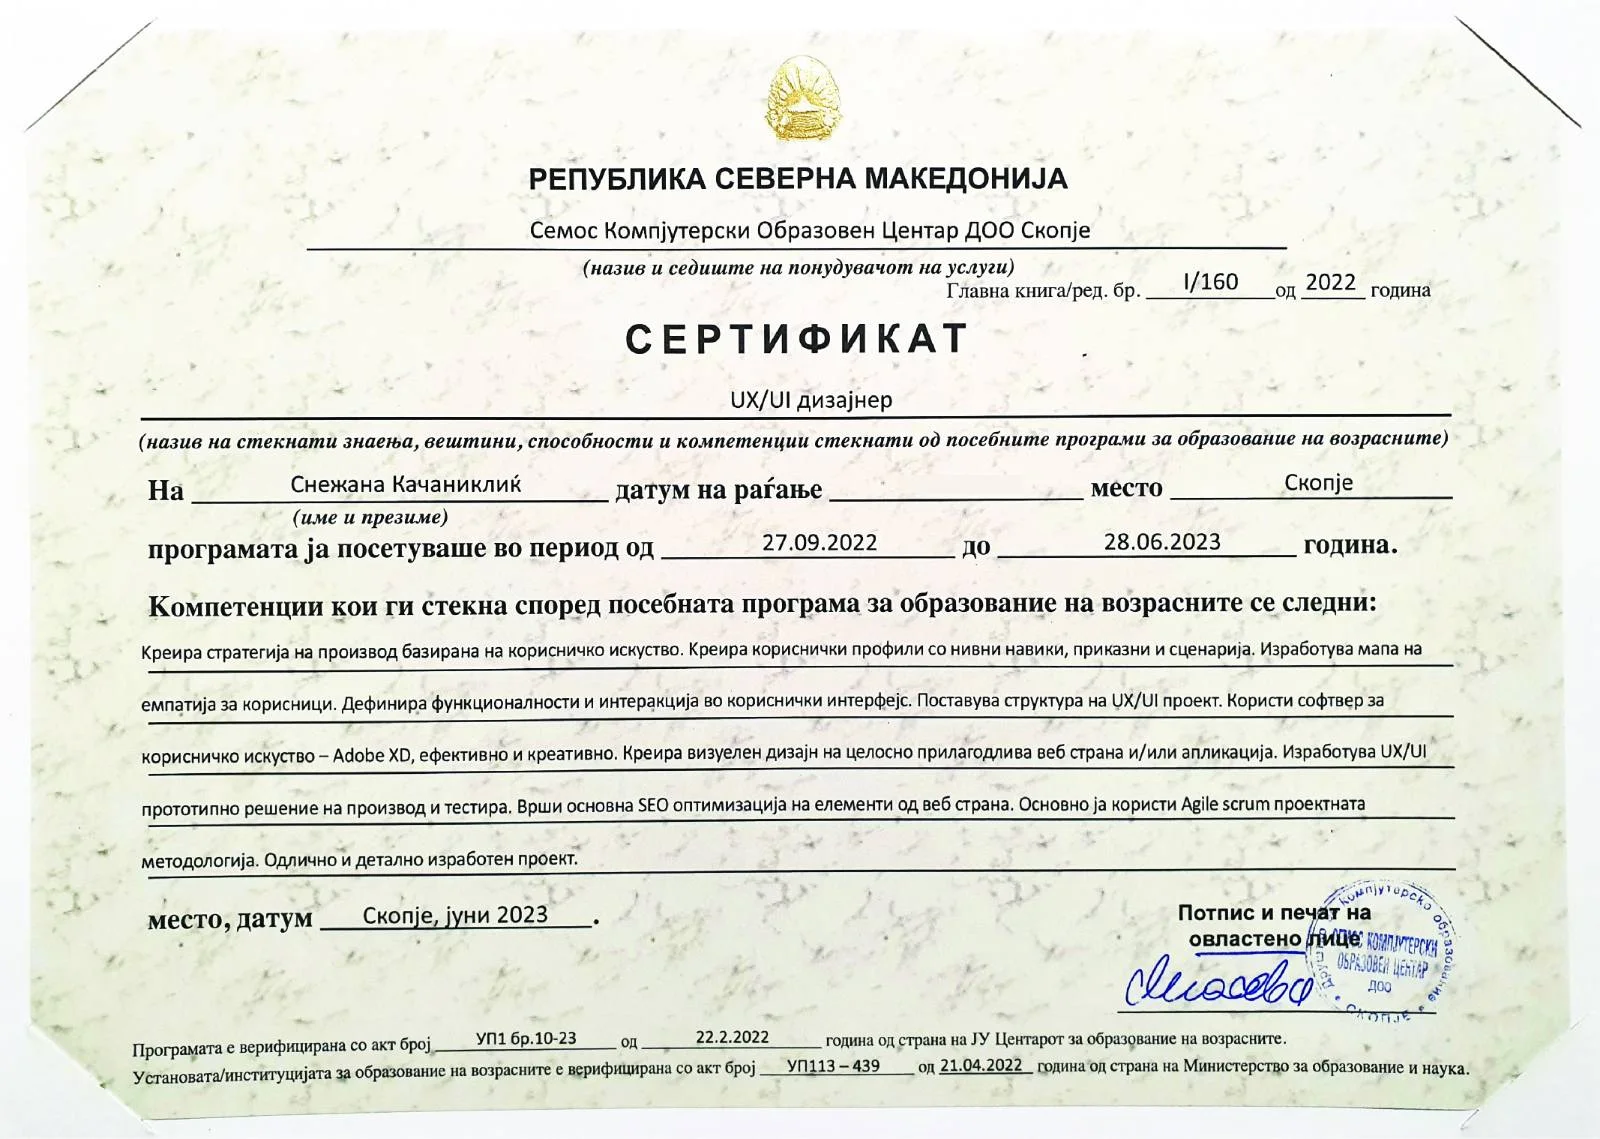 РЕПУБЛИКА СЕВЕРНА МАКЕДОНИЈА
Семос Компјутерски Образовен Центар ДОО Скопје
(назив и седиште на понудувачот на услуги)
Главна книга/ред. бр. I/160 од 2022 година
СЕРТИФИКАТ
UX/UI дизајнер
(назив на стекнати знаења, вештини, способности и компетенции стекнати од посебните програми за образование на возрасните)
На Снежана Качаниклиќ датум на раѓање место Скопје
(име и презиме)
програмата ја посетуваше во период од 27.09.2022 до 28.06.2023 година.
Компетенции кои ги стекна според посебната програма за образование на возрасните се следни:
Креира стратегија на производ базирана на корисничко искуство. Креира кориснички профили со нивни навики, приказни и сценарија. Изработува мапа на
емпатија за корисници. Дефинира функционалности и интеракција во кориснички интерфејс. Поставува структура на UX/UI проект. Користи софтвер за
корисничко искуство – Adobe XD, ефективно и креативно. Креира визуелен дизајн на целосно прилагодлива веб страна и/или апликација. Изработува UX/UI
прототипно решение на производ и тестира. Врши основна SEO оптимизација на елементи од веб страна. Основно ја користи Agile scrum проектната
методологија. Одлично и детално изработен проект.
место, датум Скопје, јуни 2023.
Потпис и печат на
овластено лице
КОМПЈУТЕРСКИ
ОБРАЗОВЕН ЦЕНТАР
ДОО
СКОПЈЕ
Програмата е верифицирана со акт број УП1 бр.10-23 од 22.2.2022 година од страна на ЈУ Центарот за образование на возрасните.
Установата/институцијата за образование на возрасните е верифицирана со акт број УП113 – 439 од 21.04.2022 година од страна на Министерство за образование и наука.